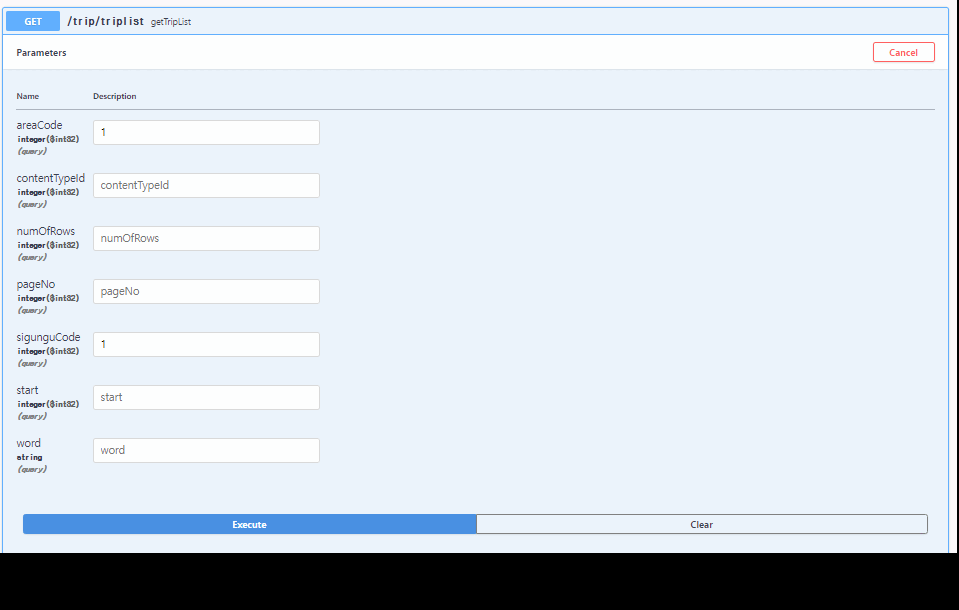 GET /trip/triplist getTripList
Parameters
Cancel
Name Description
areaCode
integer($int32)
(query)
1
contentTypeId
integer($int32)
(query)
contentTypeId
numOfRows
integer($int32)
(query)
numOfRows
pageNo
integer($int32)
(query)
pageNo
sigunguCode
integer($int32)
(query)
1
start
integer($int32)
(query)
start
word
string
(query)
word
Execute
Clear